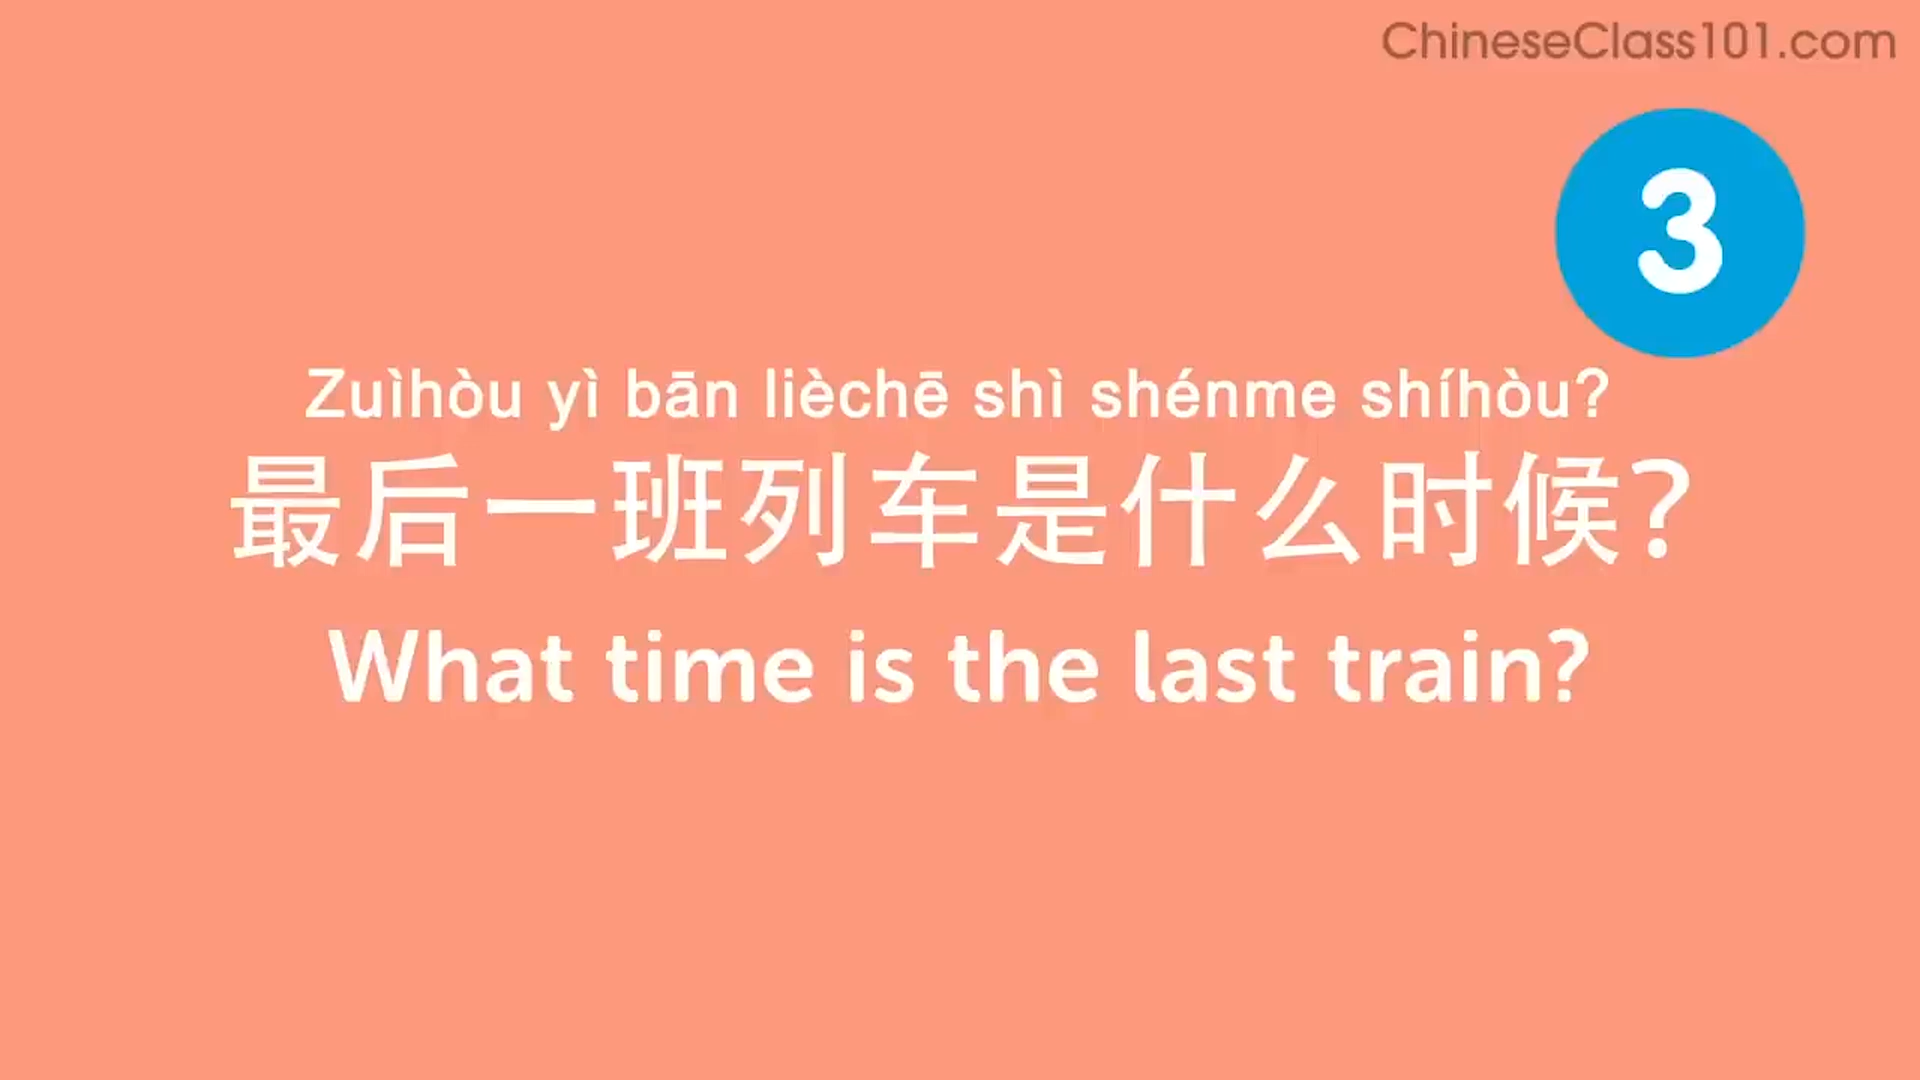 ChineseClass101.com
3
Zuìhòu yì bān lièchē shì shénme shíhòu?
最后一班列车是什么时候?
What time is the last train?